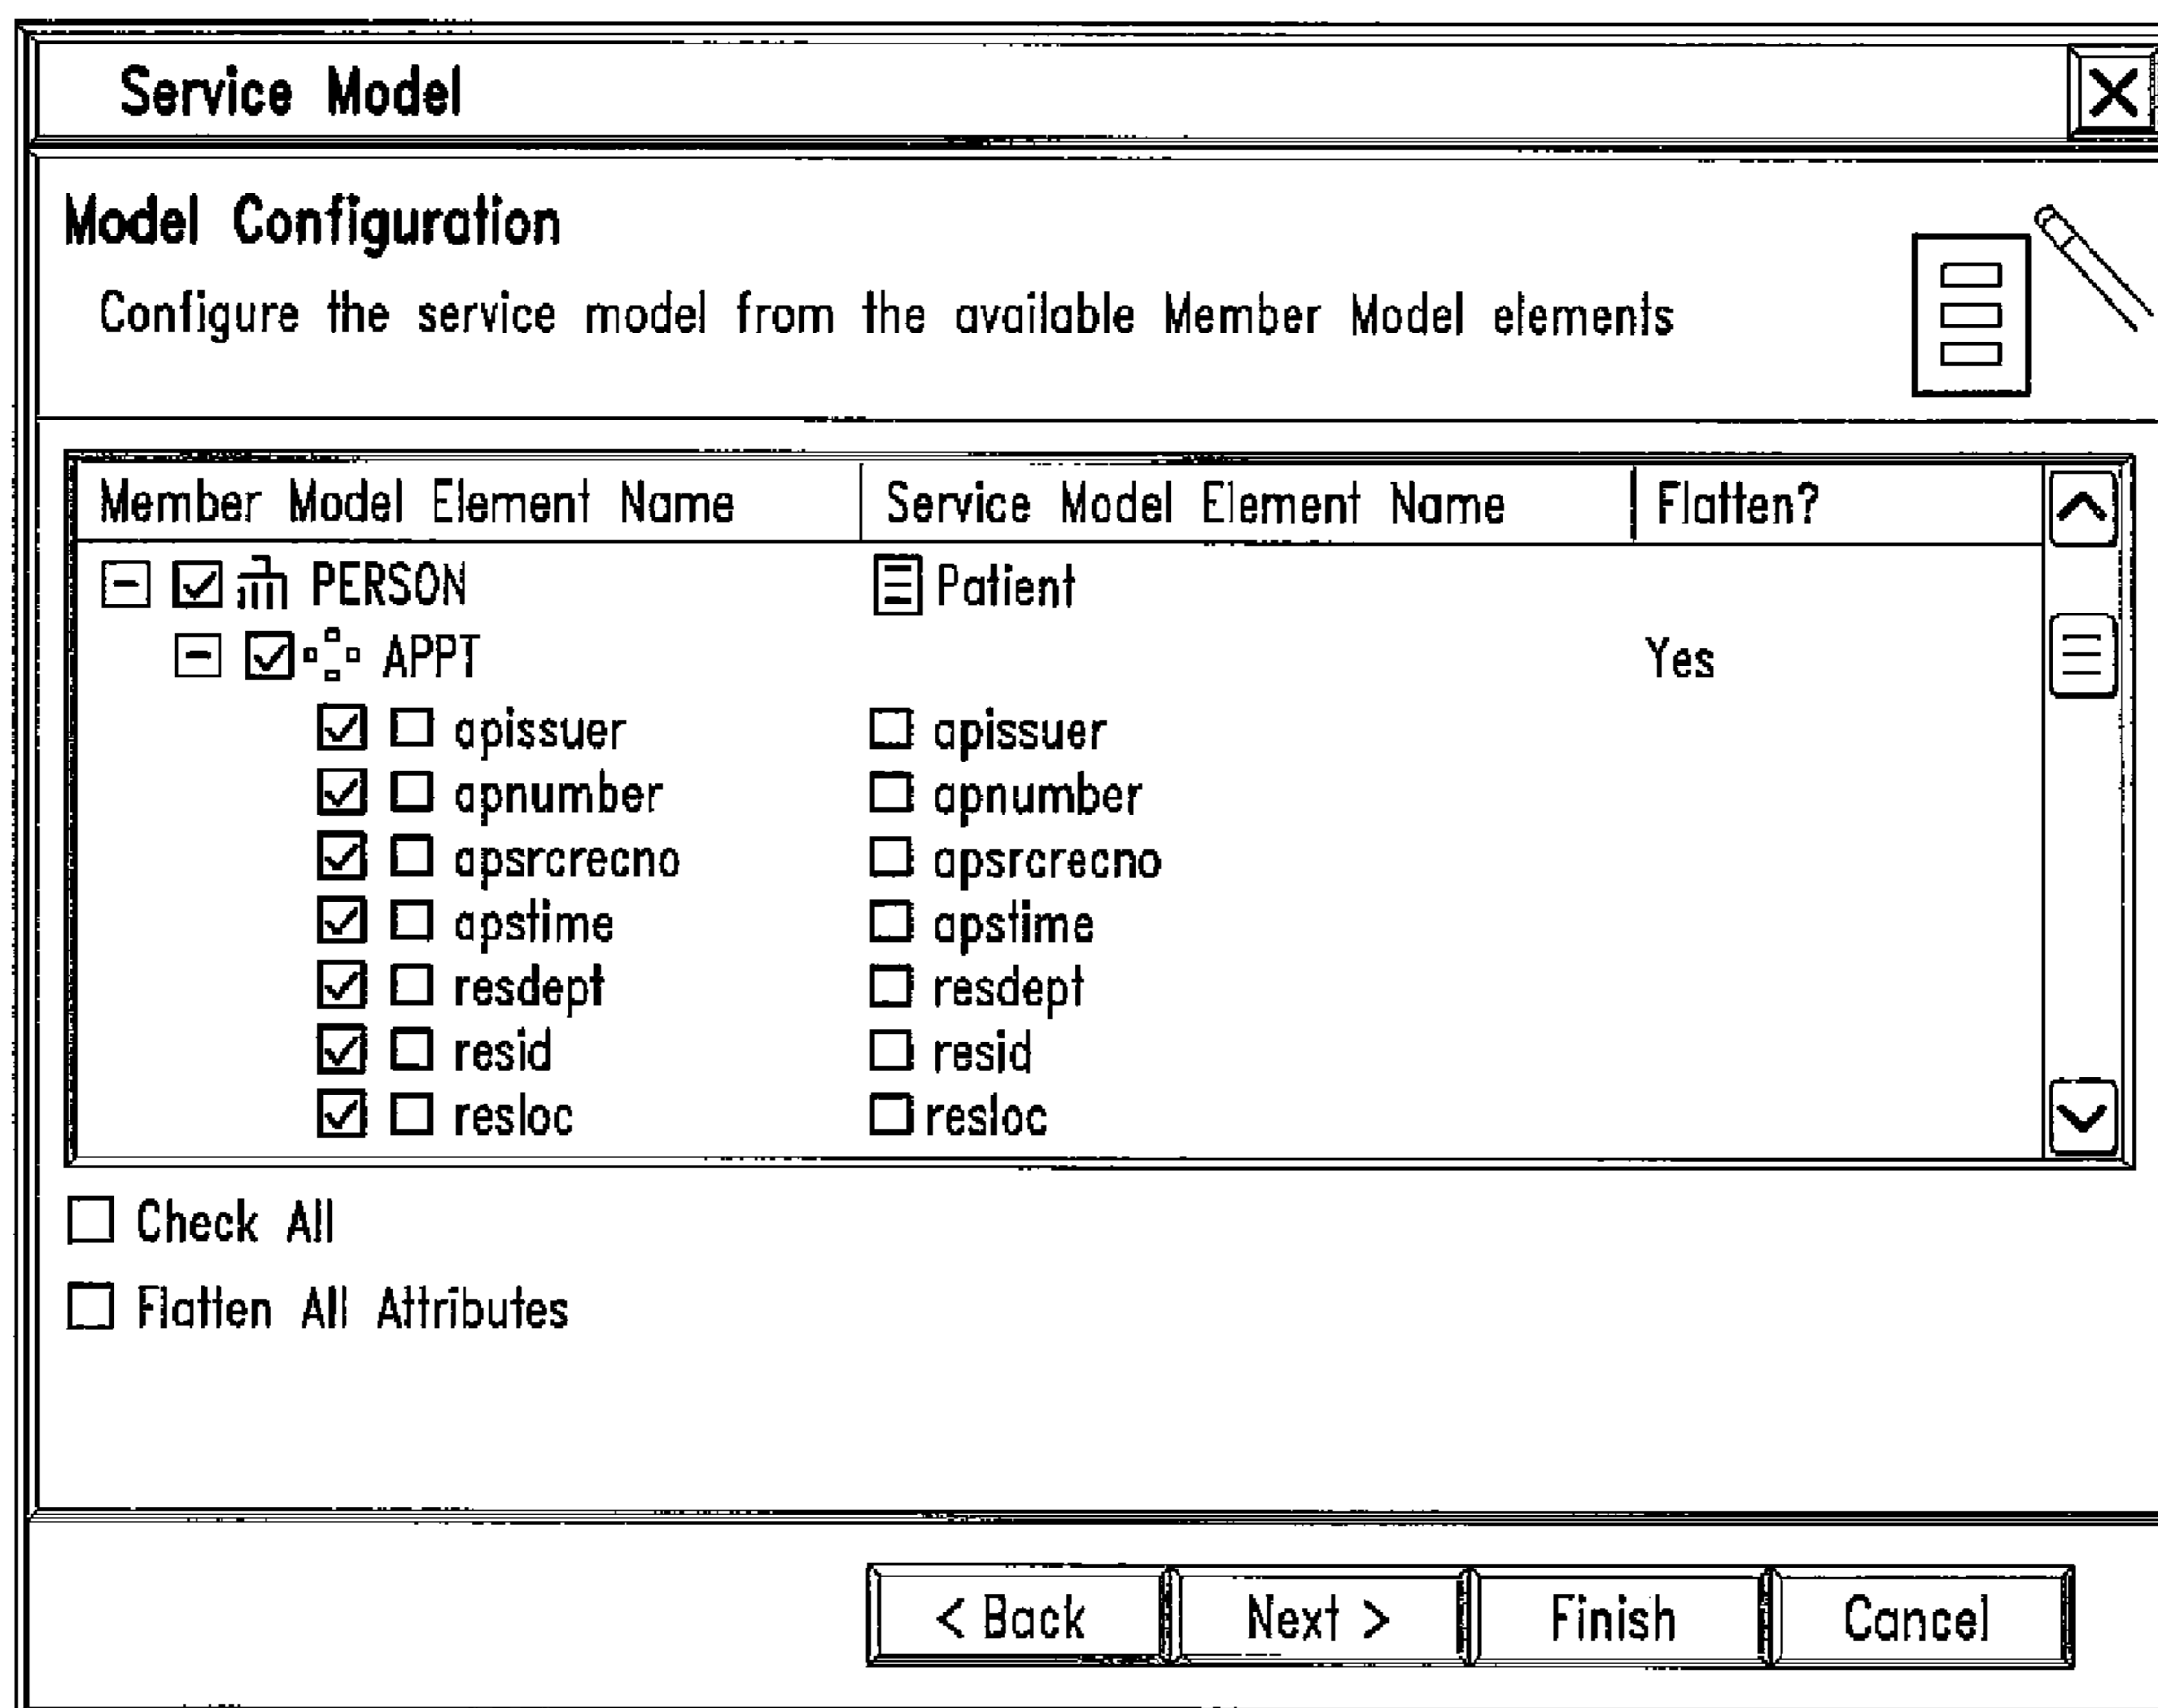 Service Model
Model Configuration
Configure the service model from the available Member Model elements
Member Model Element Name Service Model Element Name Flatten?
PERSON Patient
APPT Yes
apissuer apissuer
apnumber apnumber
apsrcrecno apsrcrecno
apstime apstime
resdept resdept
resid resid
resloc resloc
Check All
Flatten All Attributes
< Back Next > Finish Cancel